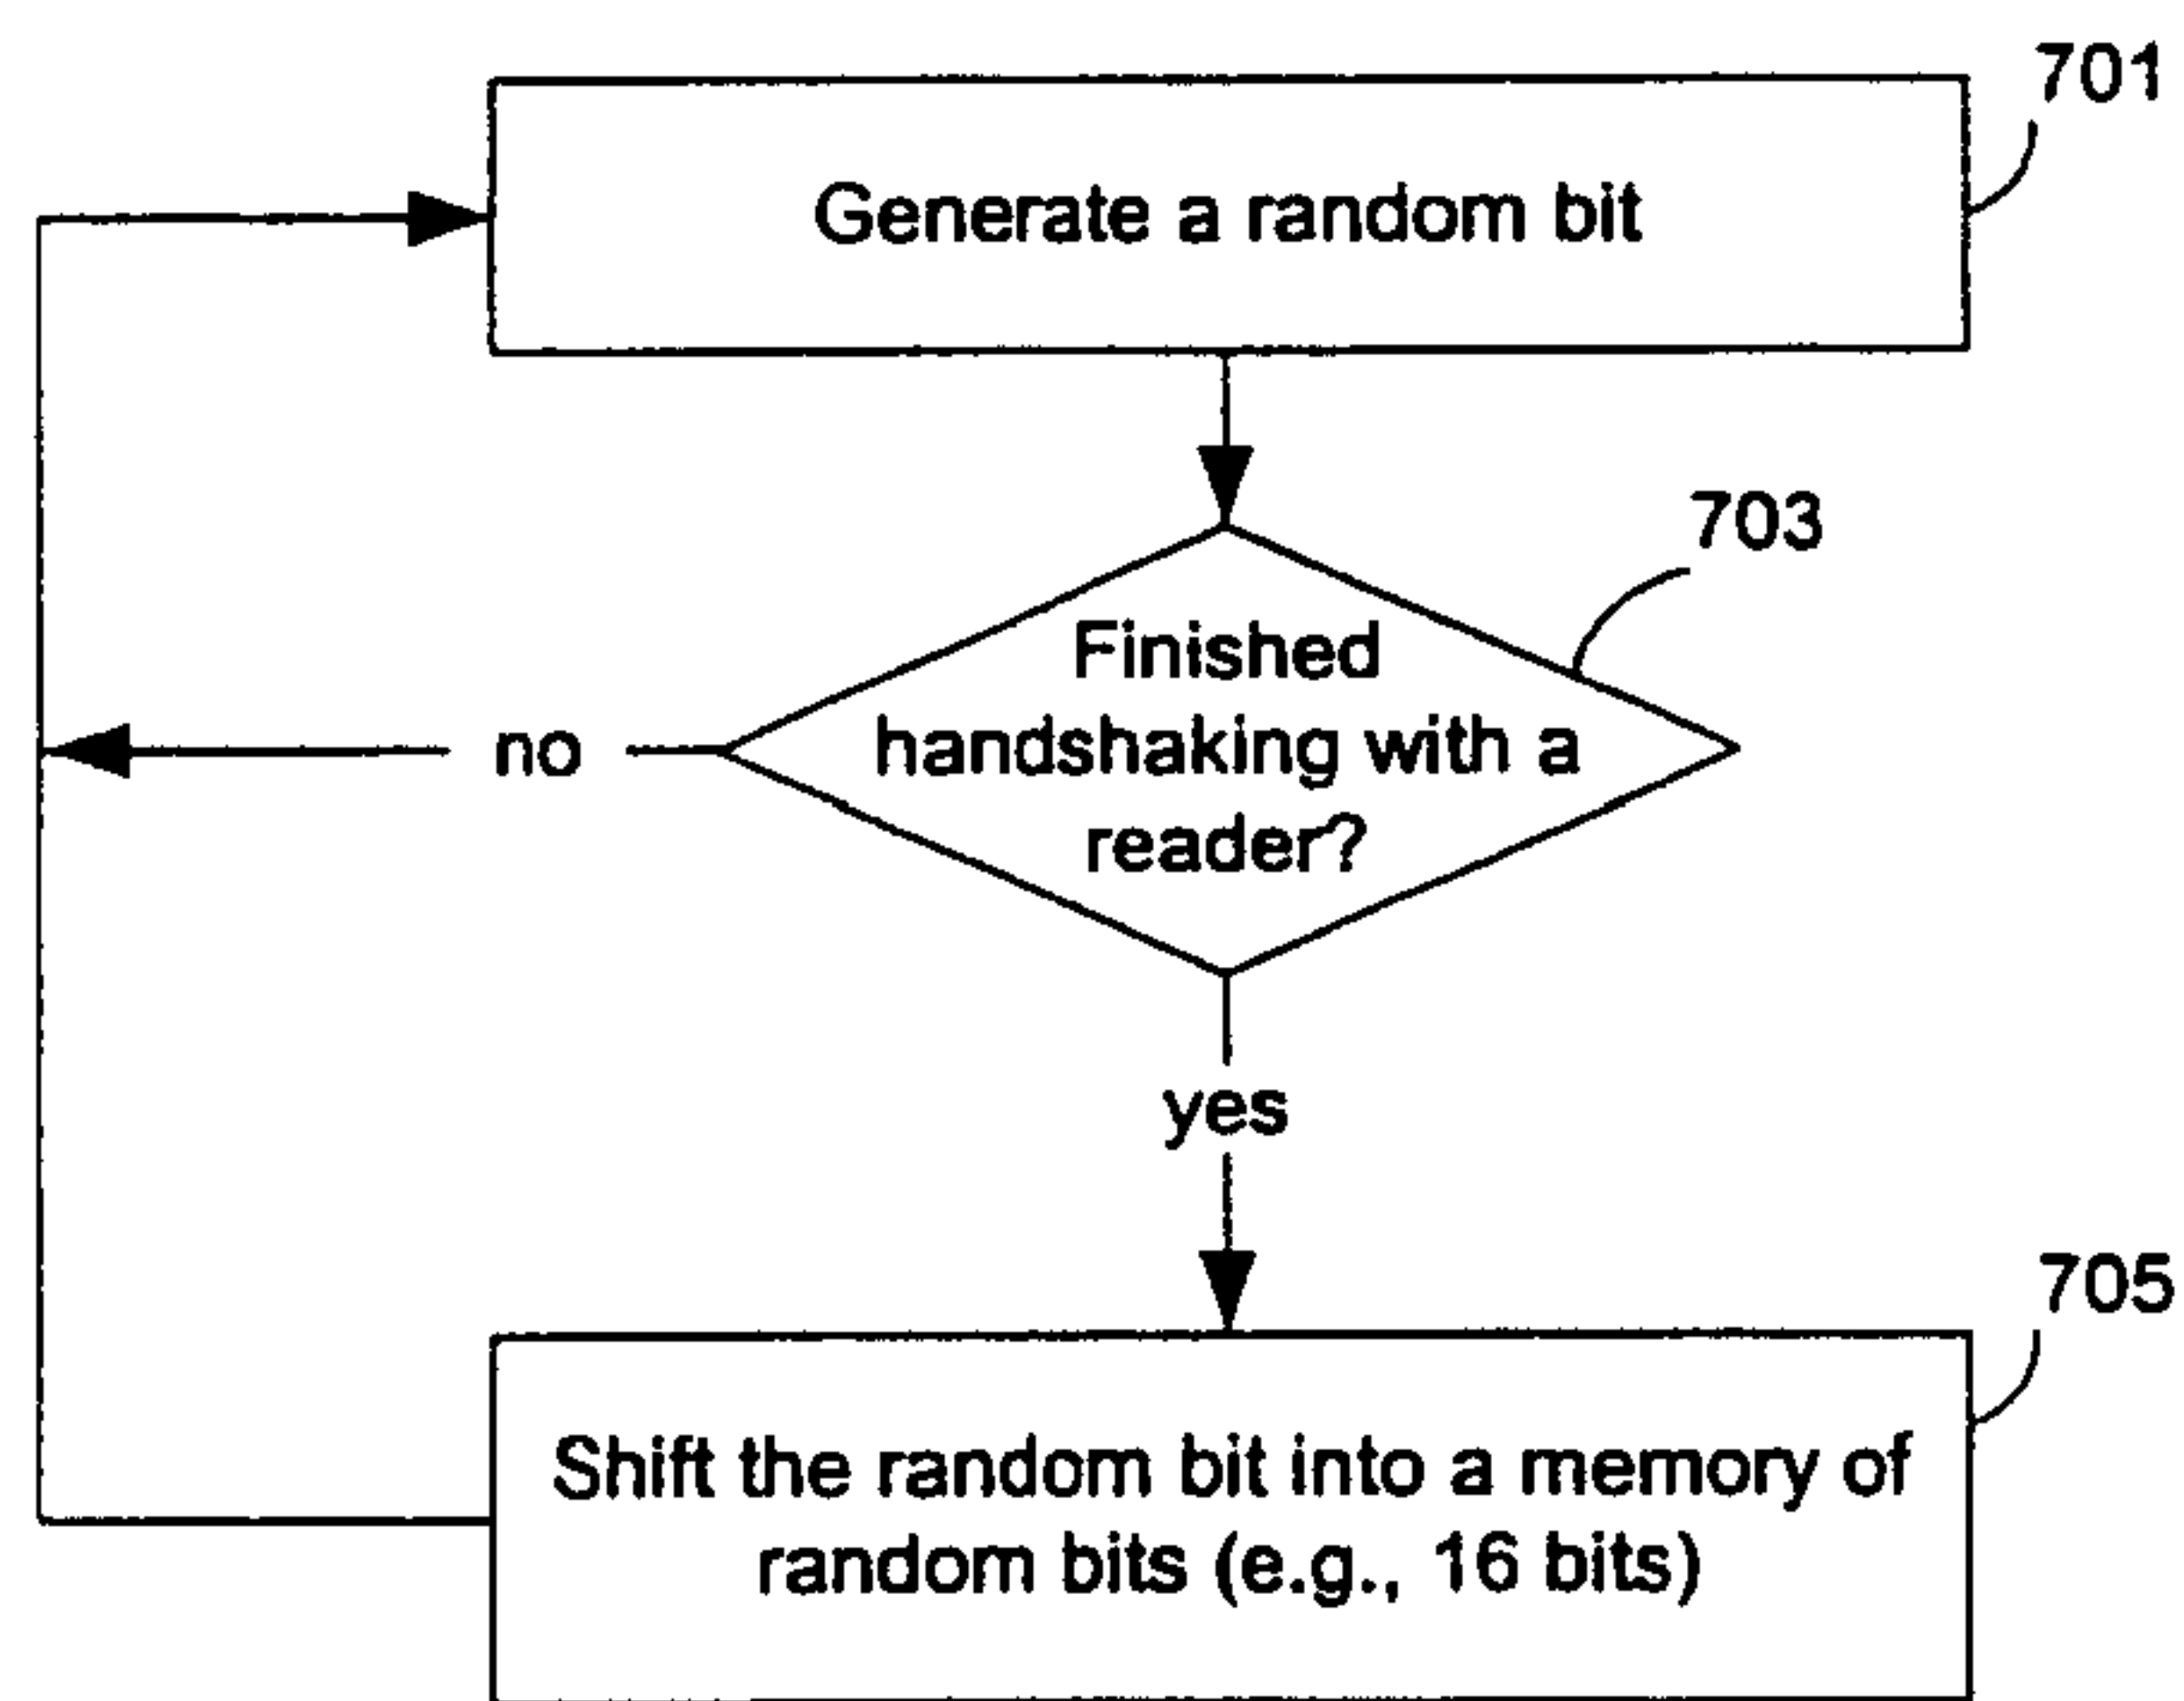 701
Generate a random bit
703
Finished
handshaking with a
reader?
no
yes
705
Shift the random bit into a memory of
random bits (e.g., 16 bits)